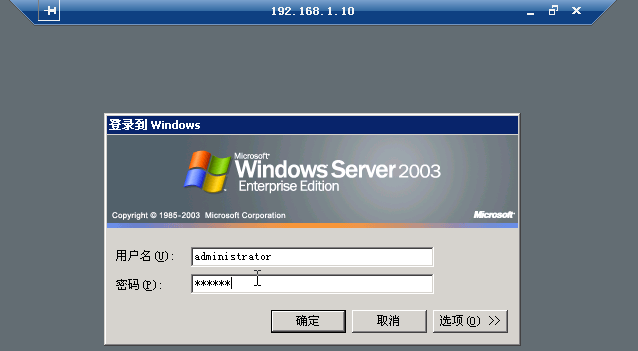 192.168.1.10
登录到 Windows
Microsoft®
Windows Server 2003
Enterprise Edition
Copyright © 1985-2003 Microsoft Corporation
Microsoft
用户名(U):
administrator
密码(P):
******
确定
取消
选项(O) >>